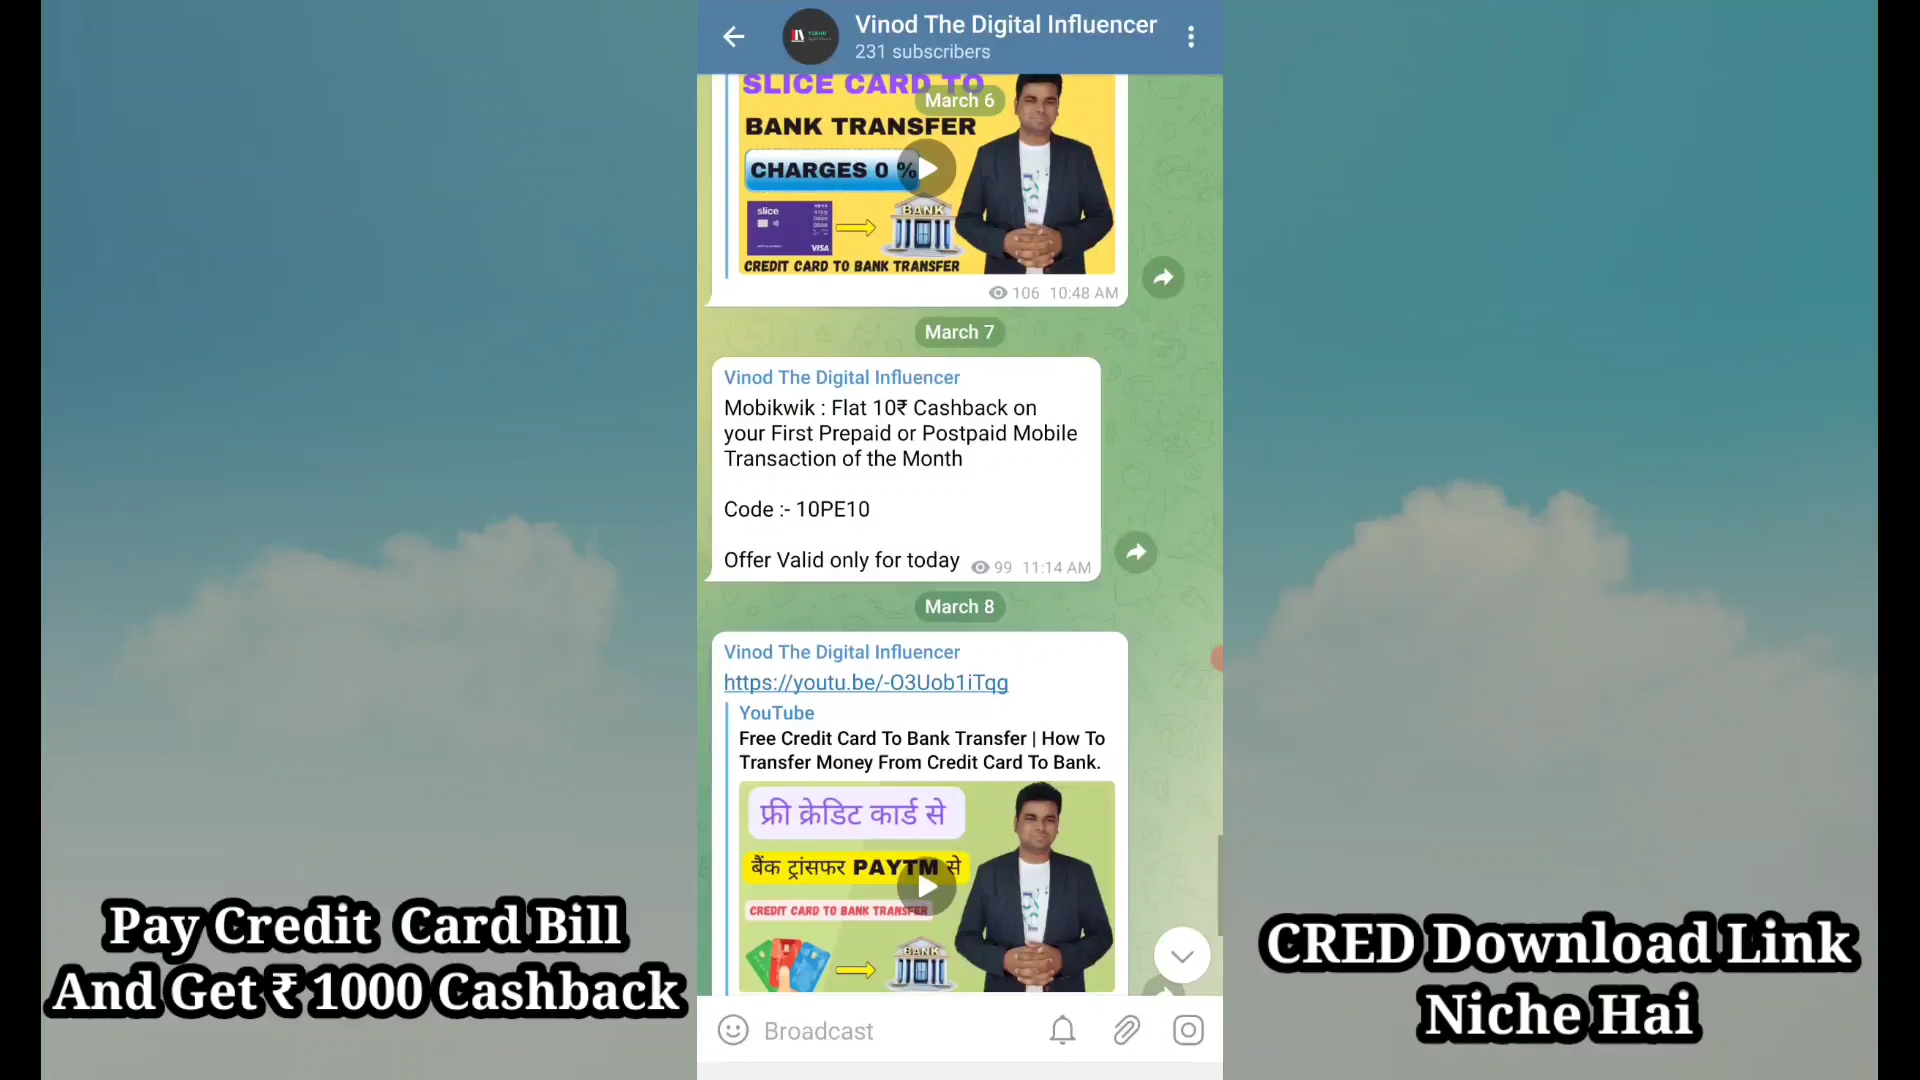 Vinod The Digital Influencer
231 subscribers
SLICE CARD TO
March 6
BANK TRANSFER
CHARGES 0 %
slice
VISA
BANK
CREDIT CARD TO BANK TRANSFER
106 10:48 AM
March 7
Vinod The Digital Influencer
Mobikwik : Flat 10₹ Cashback on
your First Prepaid or Postpaid Mobile
Transaction of the Month
Code :- 10PE10
Offer Valid only for today 99 11:14 AM
March 8
Vinod The Digital Influencer
https://youtu.be/-O3Uob1iTqg
YouTube
Free Credit Card To Bank Transfer | How To
Transfer Money From Credit Card To Bank.
फ्री क्रेडिट कार्ड से
बैंक ट्रांसफर PAYTM से
CREDIT CARD TO BANK TRANSFER
BANK
Broadcast
Pay Credit Card Bill
And Get ₹ 1000 Cashback
CRED Download Link
Niche Hai